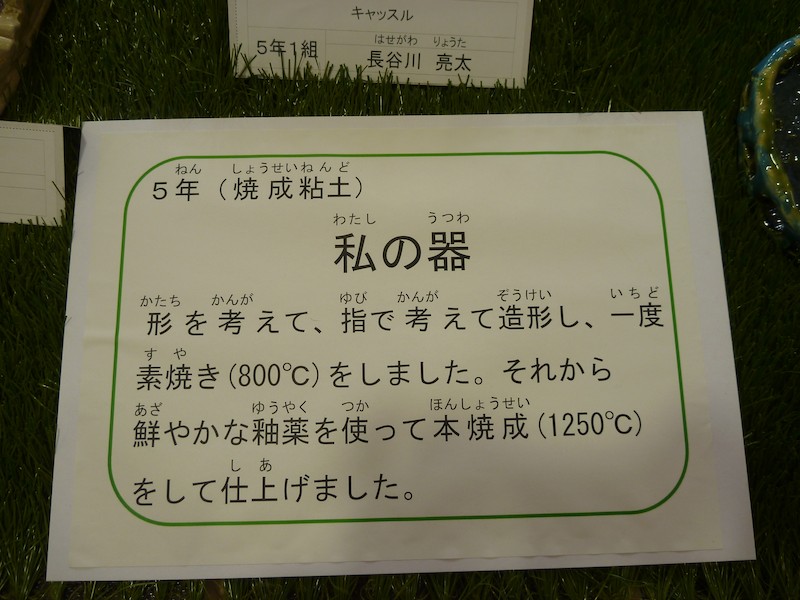 キャッスル
はせがわ りょうた
5年1組 長谷川 亮太
ねん しょうせいねんど
5年(焼成粘土)
わたし うつわ
私の器
かたち かんが ゆび かんが ぞうけい いちど
形を考えて、指で考えて造形し、一度
す や
素焼き(800℃)をしました。それから
あざ ゆうやく つか ほんしょうせい
鮮やかな釉薬を使って本焼成(1250℃)
し あ
をして仕上げました。